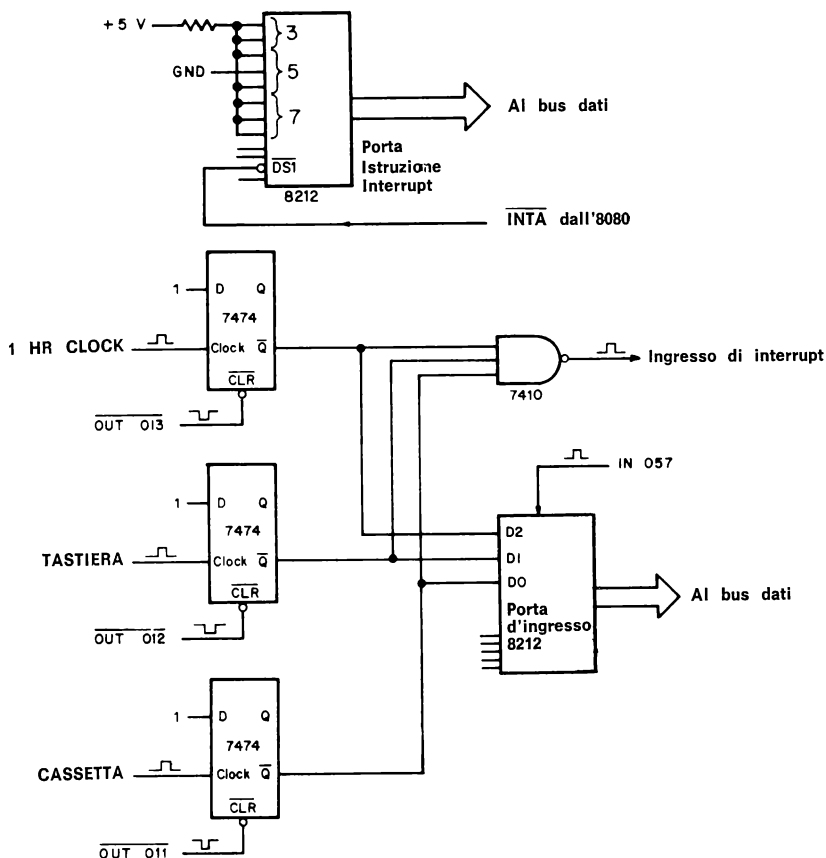 +5 V
3
GND
5
7
AI bus dati
Porta
Istruzione
Interrupt
DS1
8212
INTA dall'8080
D Q
1
7474
1 HR CLOCK
Clock Q
CLR
OUT 013
7410
Ingresso di interrupt
IN 057
D Q
1
7474
TASTIERA
Clock Q
CLR
OUT 012
D2
D1
D0
Porta
d'ingresso
8212
AI bus dati
D Q
1
7474
CASSETTA
Clock Q
CLR
OUT 011